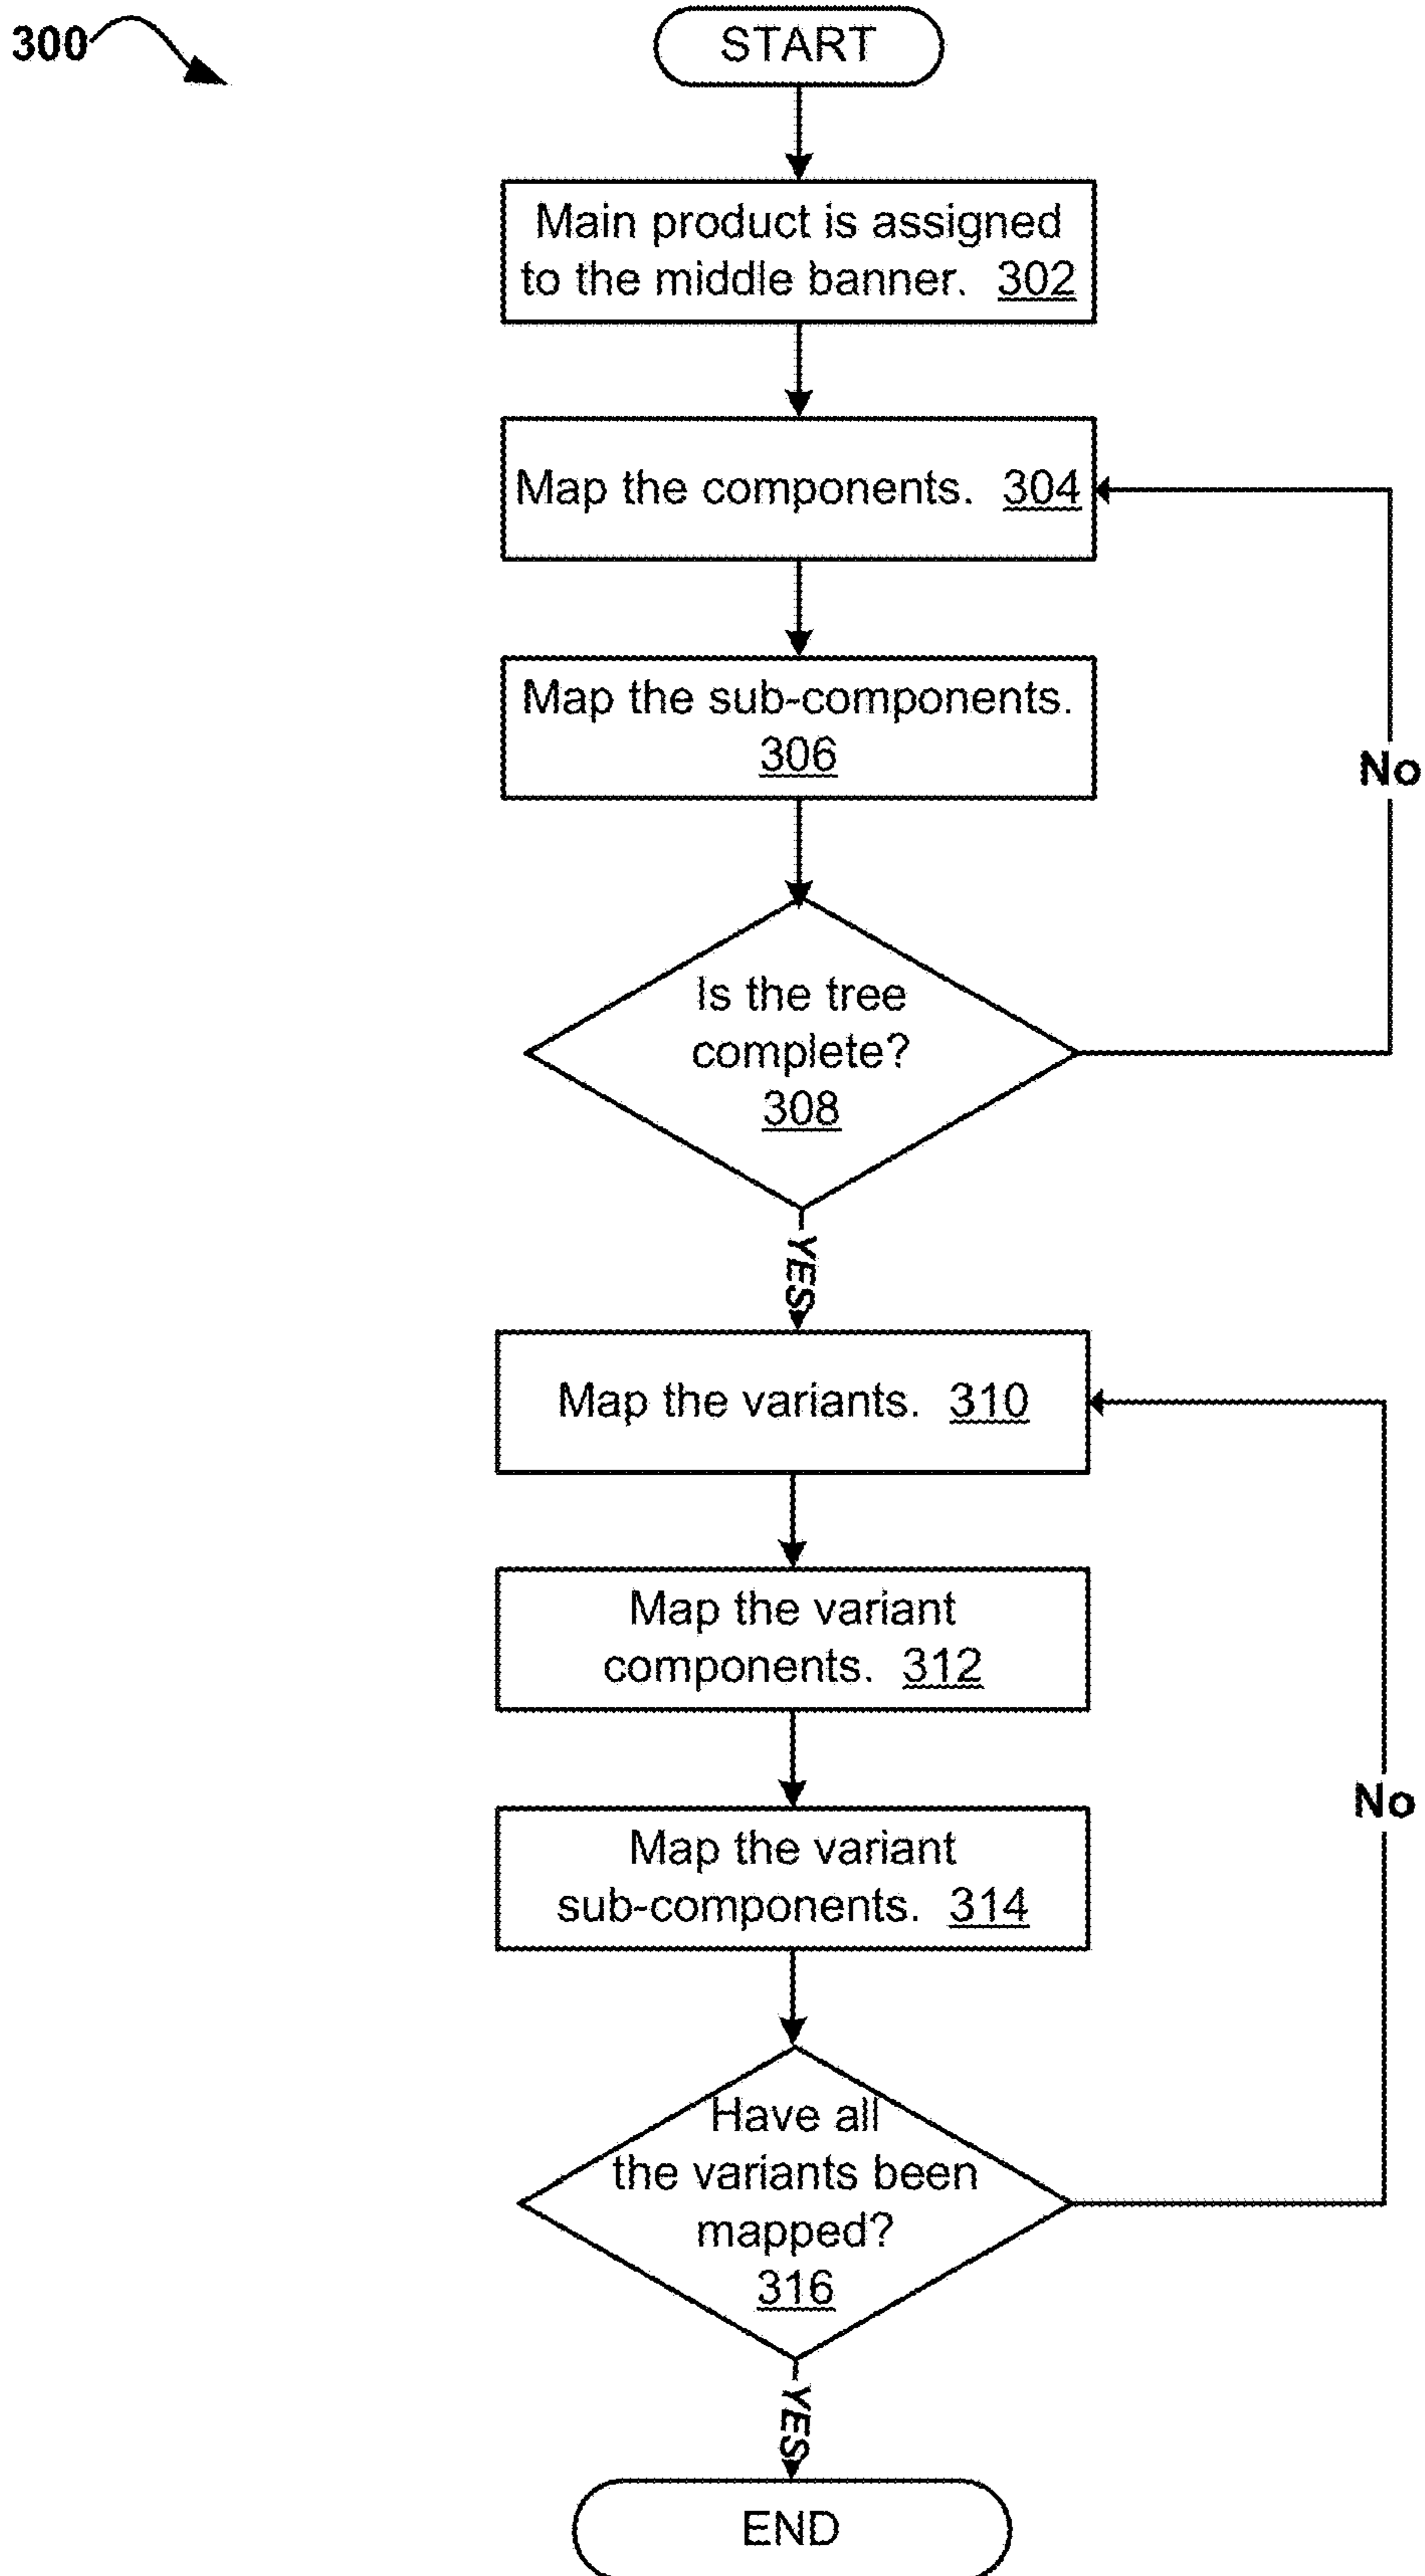 300
START
Main product is assigned
to the middle banner. 302
Map the components. 304
Map the sub-components.
306
No
Is the tree
complete?
308
YES
Map the variants. 310
Map the variant
components. 312
No
Map the variant
sub-components. 314
Have all
the variants been
mapped?
316
YES
END